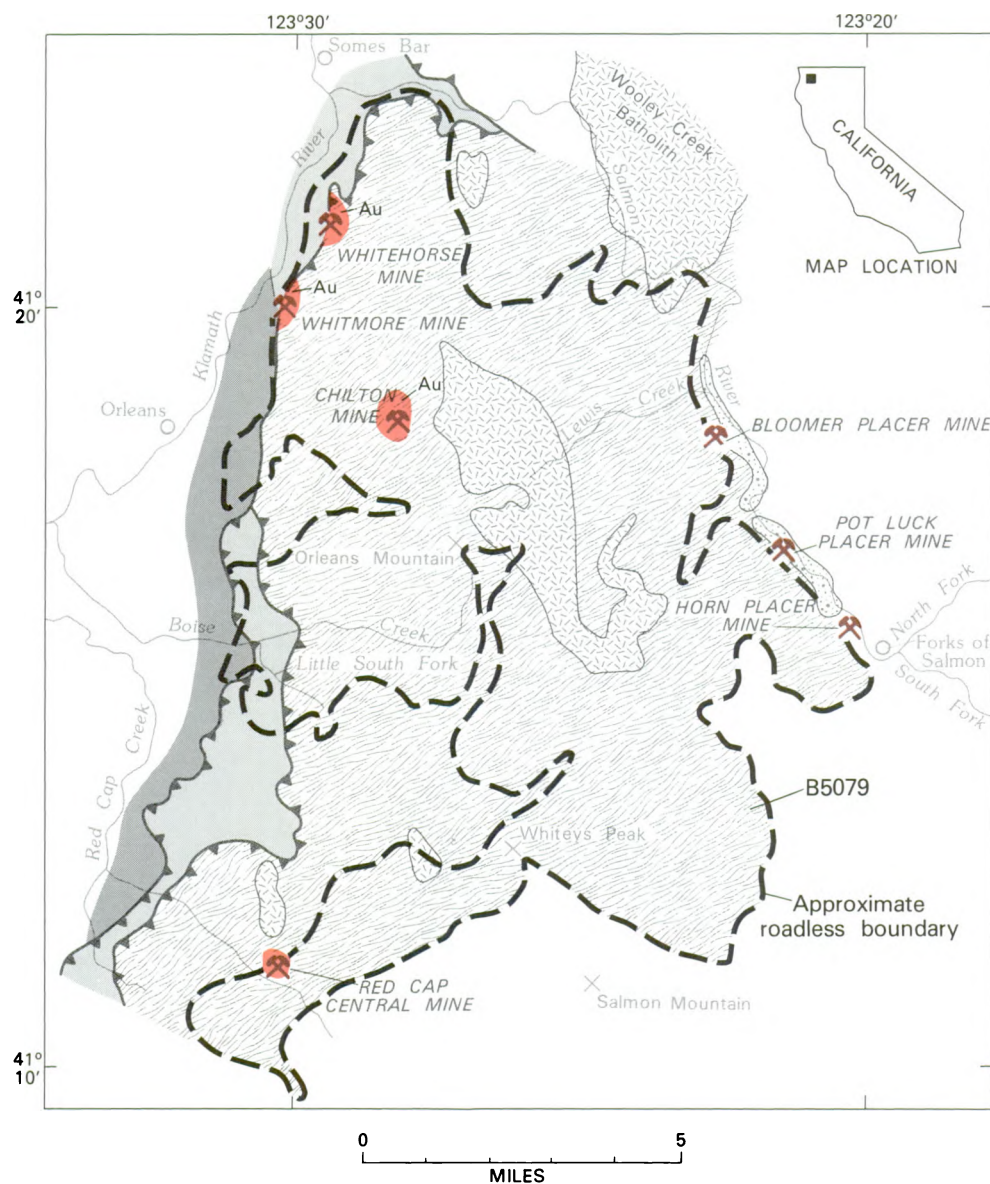 123°30′
123°20′
Somes Bar
River
Wooley Creek
Batholith
Salmon
CALIFORNIA
MAP LOCATION
Au
WHITEHORSE
MINE
Au
WHITMORE MINE
41°
20′
Klamath
Au
CHILTON
MINE
Orleans
Lewis Creek
River
BLOOMER PLACER MINE
POT LUCK
PLACER MINE
Orleans Mountain
HORN PLACER
MINE
North Fork
Forks of
Salmon
South Fork
Boise Creek
Little South Fork
Red Cap Creek
B5079
Whiteys Peak
Approximate
roadless boundary
RED CAP
CENTRAL MINE
Salmon Mountain
41°
10′
0 5
MILES